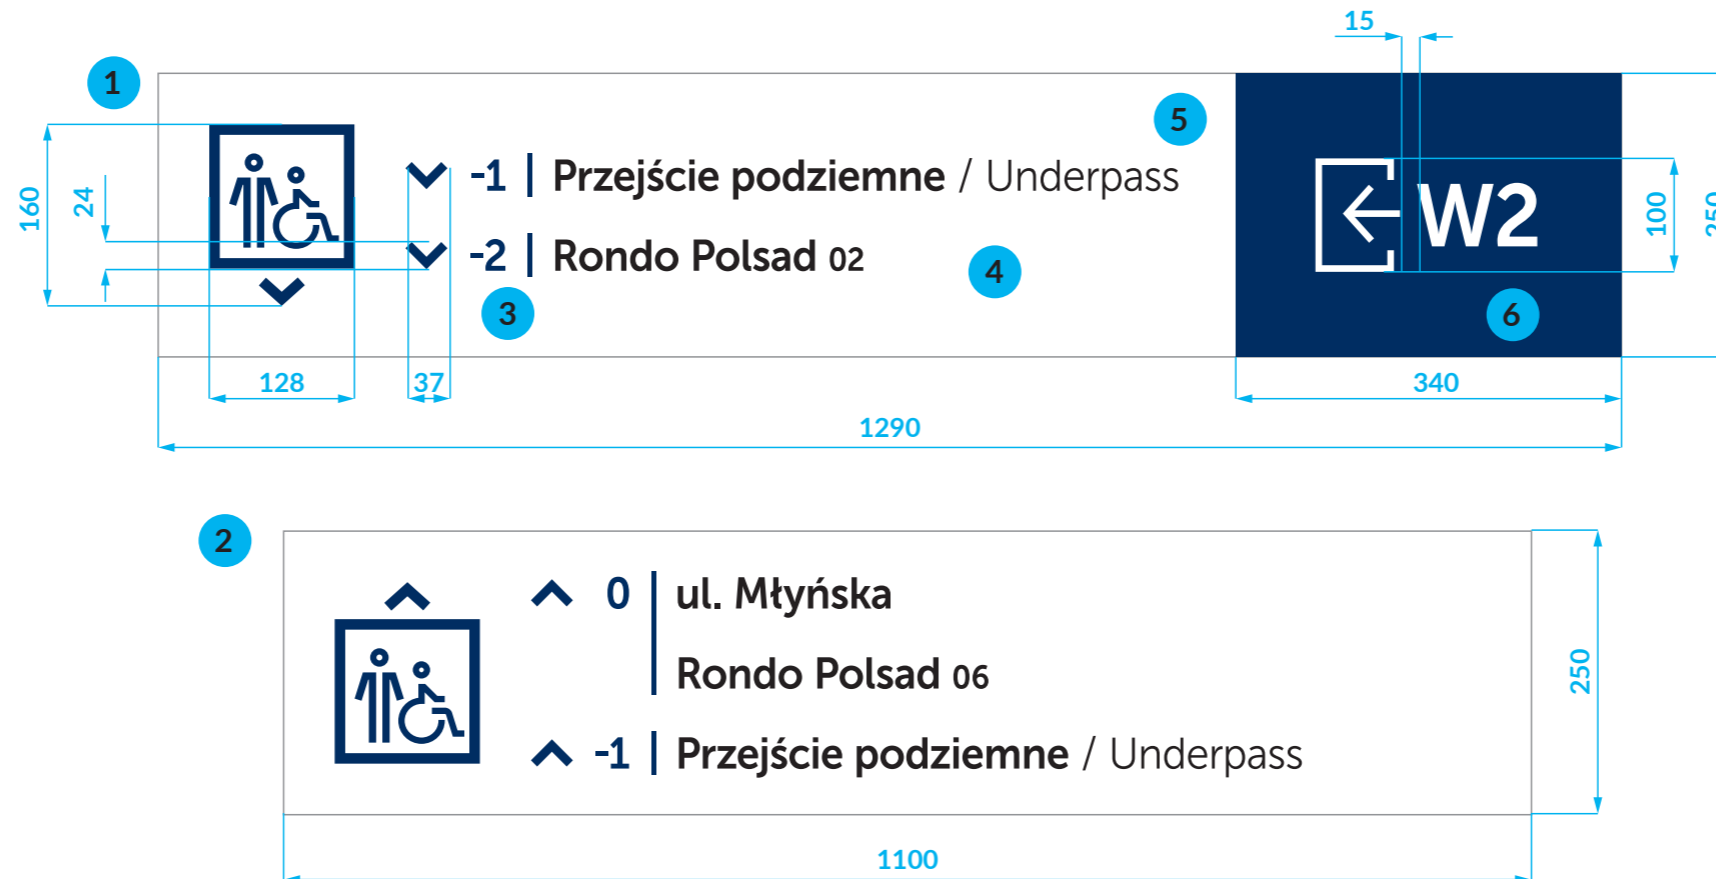 15
1
5
-1 | Przejście podziemne / Underpass
160
24
100
250
W2
-2 | Rondo Polsad 02
4
3
6
128
37
340
1290
2
0 | ul. Młyńska
Rondo Polsad 06
250
-1 | Przejście podziemne / Underpass
1100